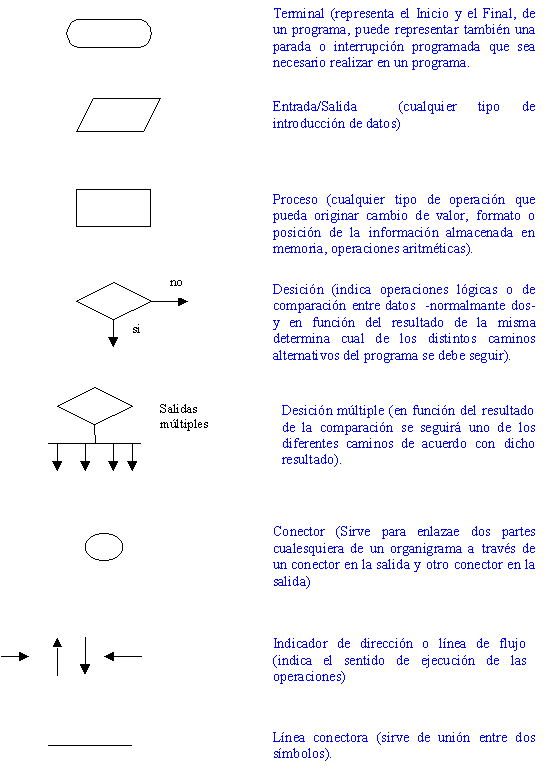 Terminal (representa el Inicio y el Final, de
un programa, puede representar también una
parada o interrupción programada que sea
necesario realizar en un programa.
Entrada/Salida (cualquier tipo de
introducción de datos)
Proceso (cualquier tipo de operación que
pueda originar cambio de valor, formato o
posición de la información almacenada en
memoria, operaciones aritméticas).
no
si
Desición (indica operaciones lógicas o de
comparación entre datos -normalmante dos-
y en función del resultado de la misma
determina cual de los distintos caminos
alternativos del programa se debe seguir).
Salidas
múltiples
Desición múltiple (en función del resultado
de la comparación se seguirá uno de los
diferentes caminos de acuerdo con dicho
resultado).
Conector (Sirve para enlazae dos partes
cualesquiera de un organigrama a través de
un conector en la salida y otro conector en la
salida)
Indicador de dirección o línea de flujo
(indica el sentido de ejecución de las
operaciones)
Línea conectora (sirve de unión entre dos
símbolos).